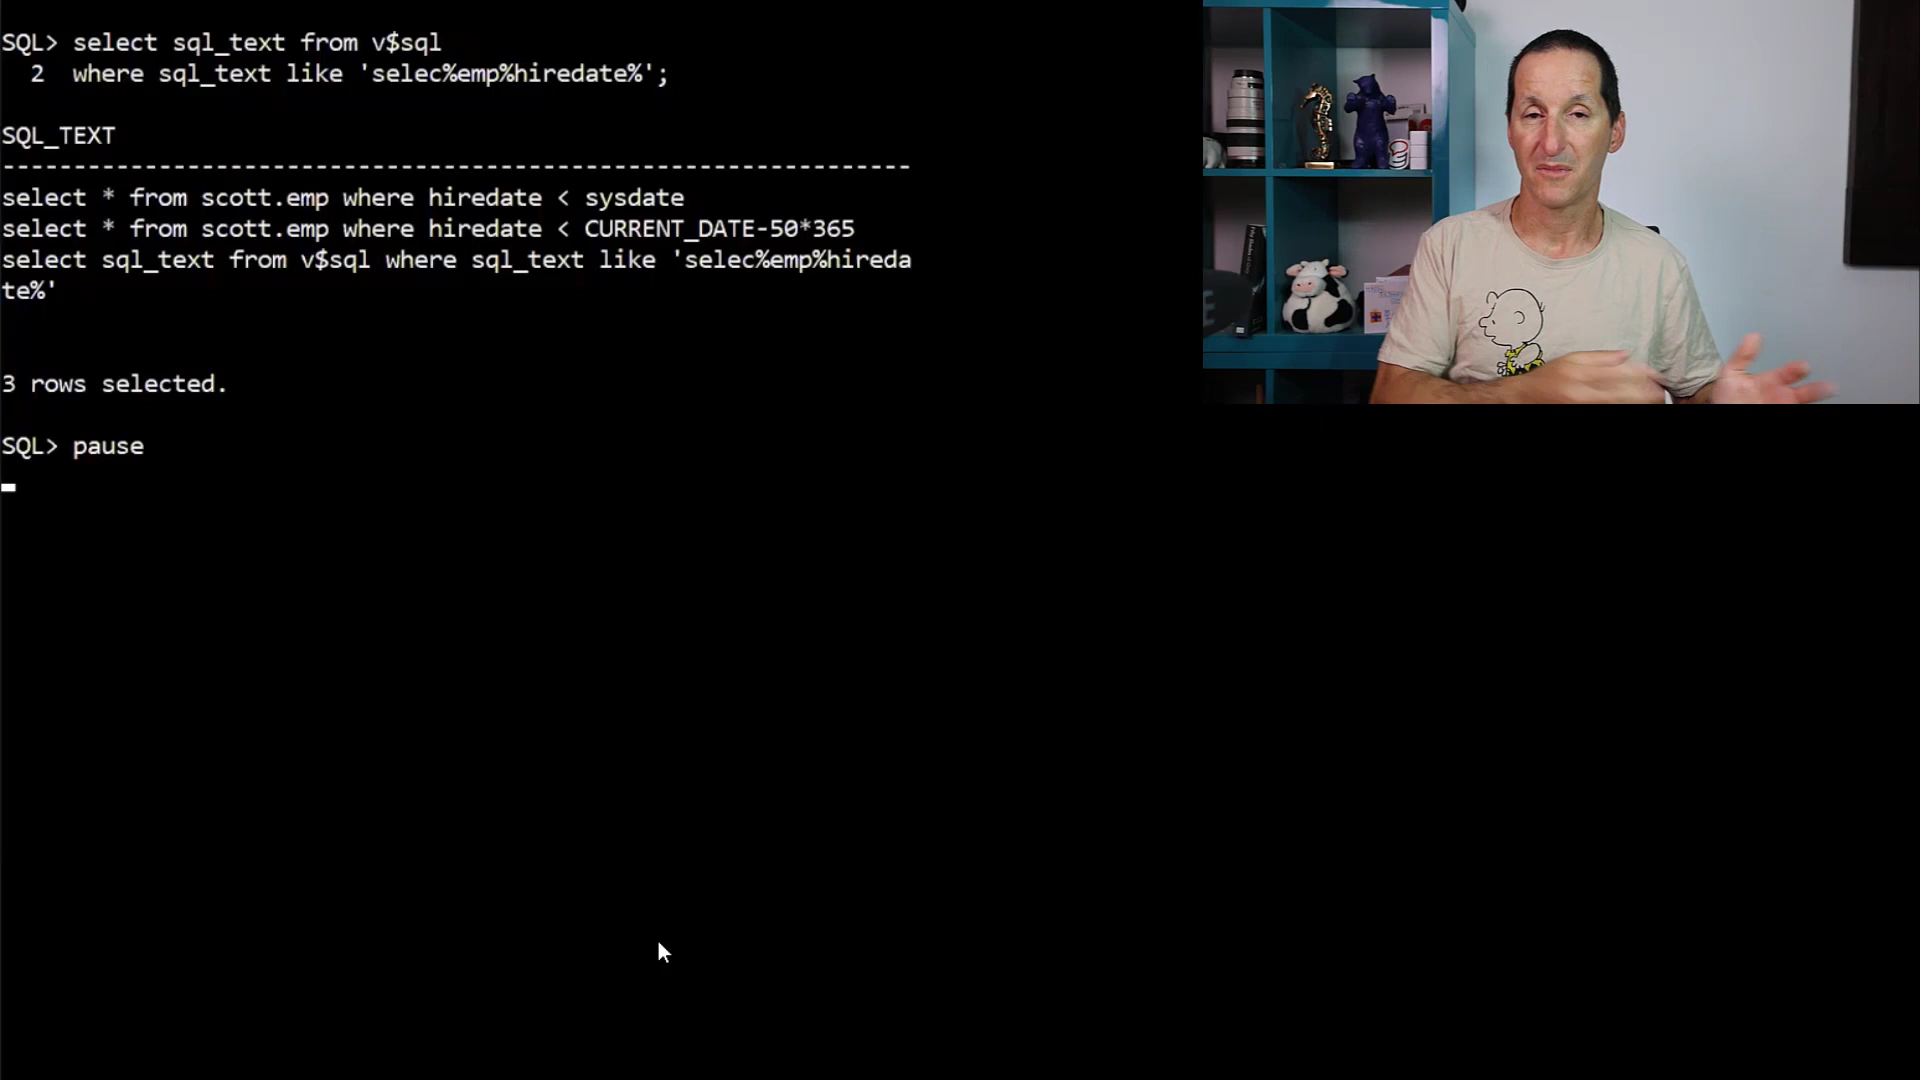 SQL> select sql_text from v$sql
  2  where sql_text like 'selec%emp%hiredate%';
SQL_TEXT
----------------------------------------------------------------
select * from scott.emp where hiredate < sysdate
select * from scott.emp where hiredate < CURRENT_DATE-50*365
select sql_text from v$sql where sql_text like 'selec%emp%hireda
te%'
3 rows selected.
SQL> pause